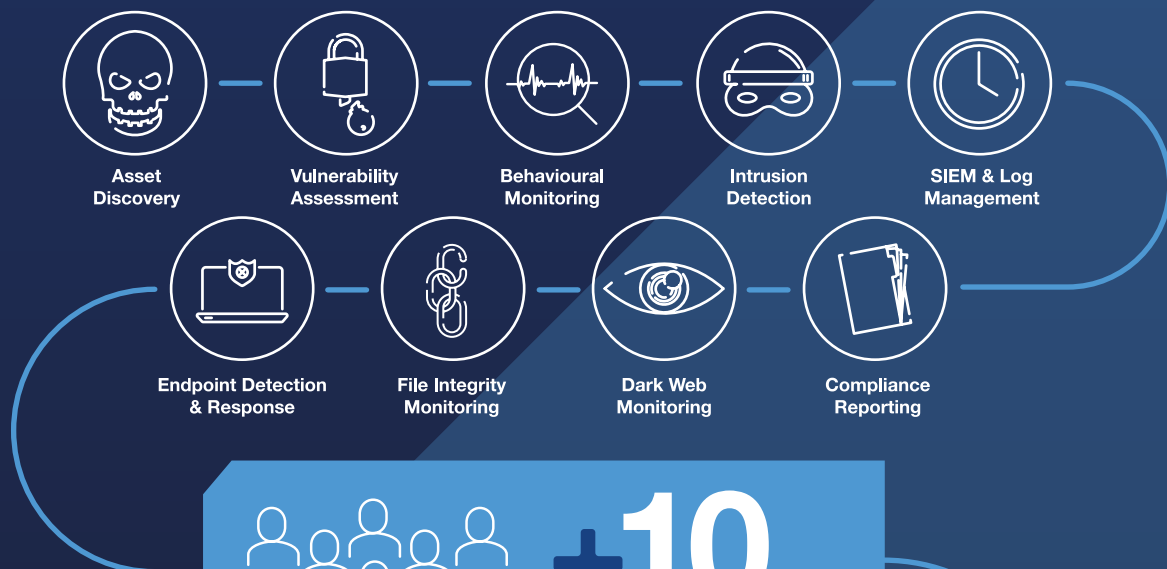 Asset
Discovery
Vulnerability
Assessment
Behavioural
Monitoring
Intrusion
Detection
SIEM & Log
Management
Endpoint Detection
& Response
File Integrity
Monitoring
Dark Web
Monitoring
Compliance
Reporting
+10